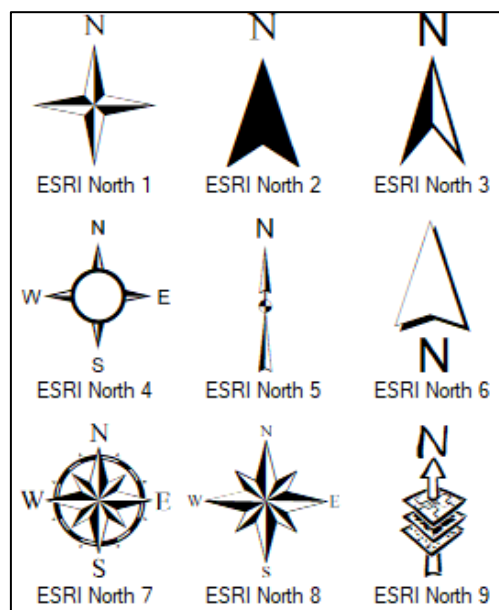 N N N
ESRI North 1 ESRI North 2 ESRI North 3
N N
W E
S N
ESRI North 4 ESRI North 5 ESRI North 6
N N N
W E W E
S S
ESRI North 7 ESRI North 8 ESRI North 9